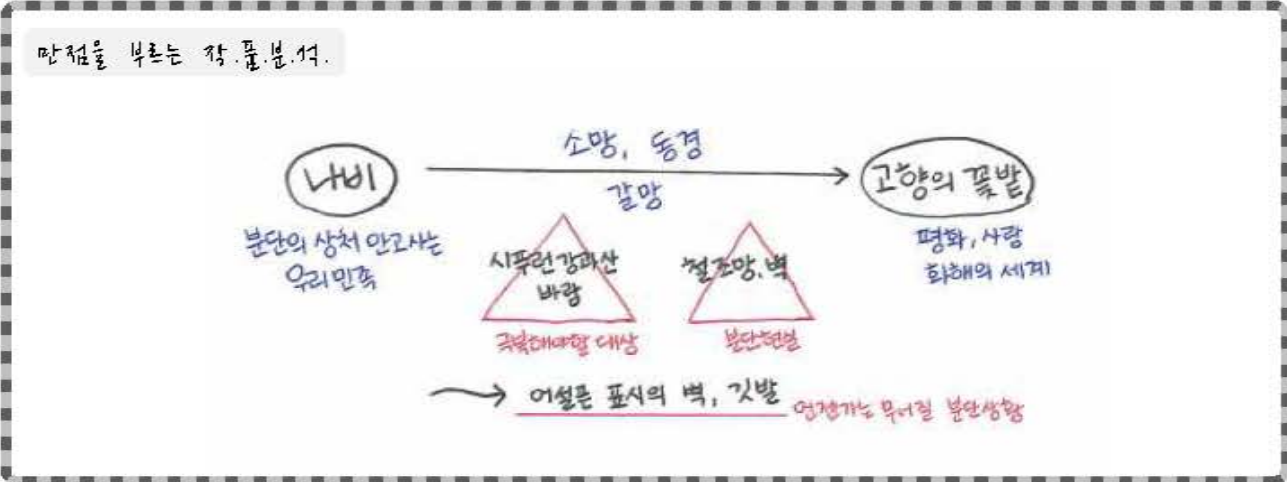 만점을 부르는 작.품.분.석.
소망, 동경
나비
고향의 꽃밭
갈망
분단의 상처 안고사는
우리 민족
평화, 사랑
화해의 세계
시푸런 강과산
바람
철조망, 벽
극복해야할 대상
분단현실
어설픈 표시의 벽, 깃발
언젠가는 무너질 분단상황